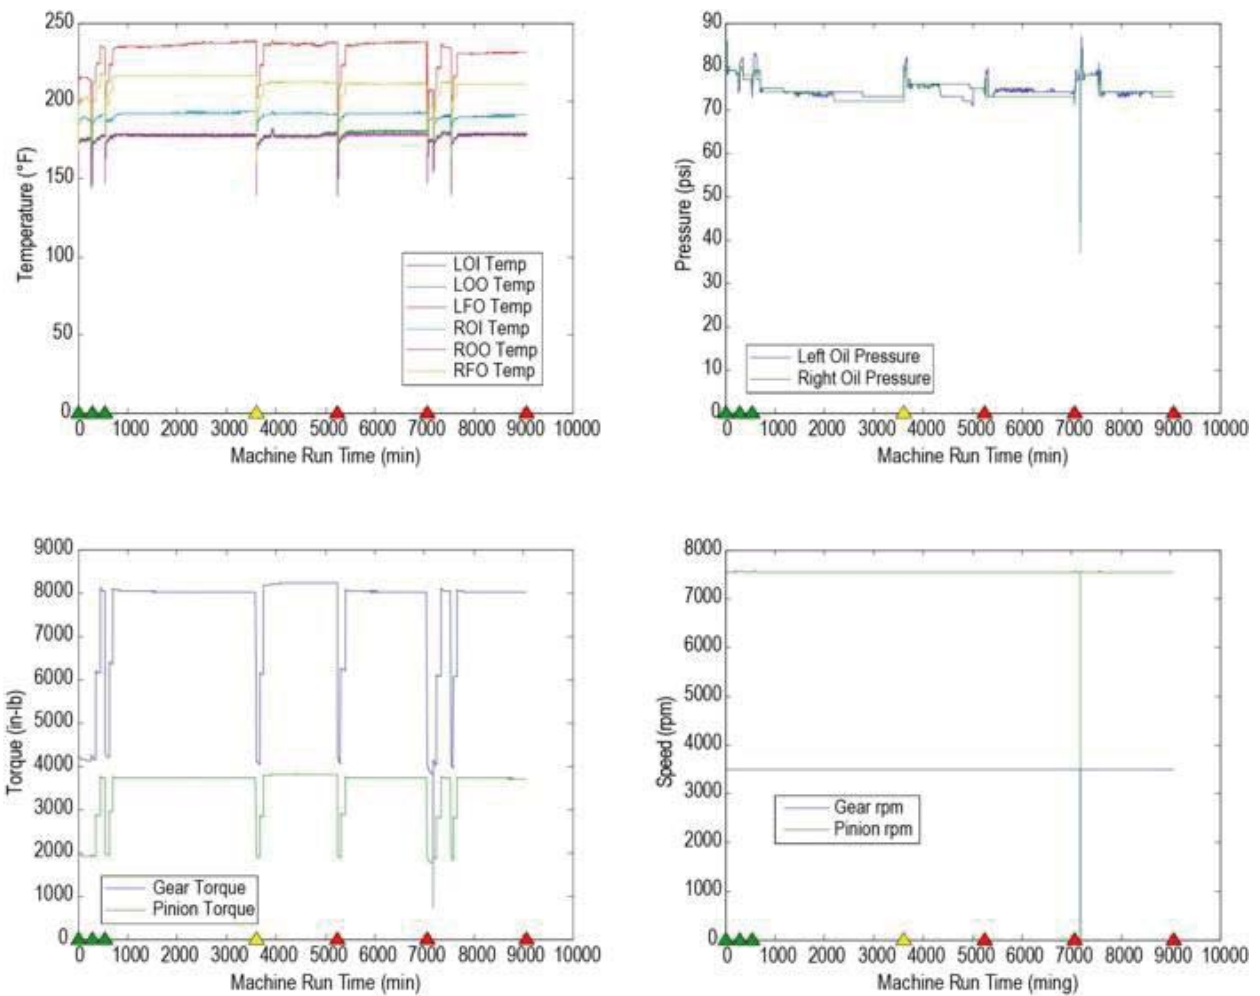 250
200
150
100
50
0
Temperature (°F)
LOI Temp
LOO Temp
LFO Temp
ROI Temp
ROO Temp
RFO Temp
0 1000 2000 3000 4000 5000 6000 7000 8000 9000 10000
Machine Run Time (min)
90
80
70
60
50
40
30
20
10
0
Pressure (psi)
Left Oil Pressure
Right Oil Pressure
0 1000 2000 3000 4000 5000 6000 7000 8000 9000 10000
Machine Run Time (min)
9000
8000
7000
6000
5000
4000
3000
2000
1000
0
Torque (in-lb)
Gear Torque
Pinion Torque
0 1000 2000 3000 4000 5000 6000 7000 8000 9000 10000
Machine Run Time (min)
8000
7000
6000
5000
4000
3000
2000
1000
0
Speed (rpm)
Gear rpm
Pinion rpm
0 1000 2000 3000 4000 5000 6000 7000 8000 9000 10000
Machine Run Time (ming)